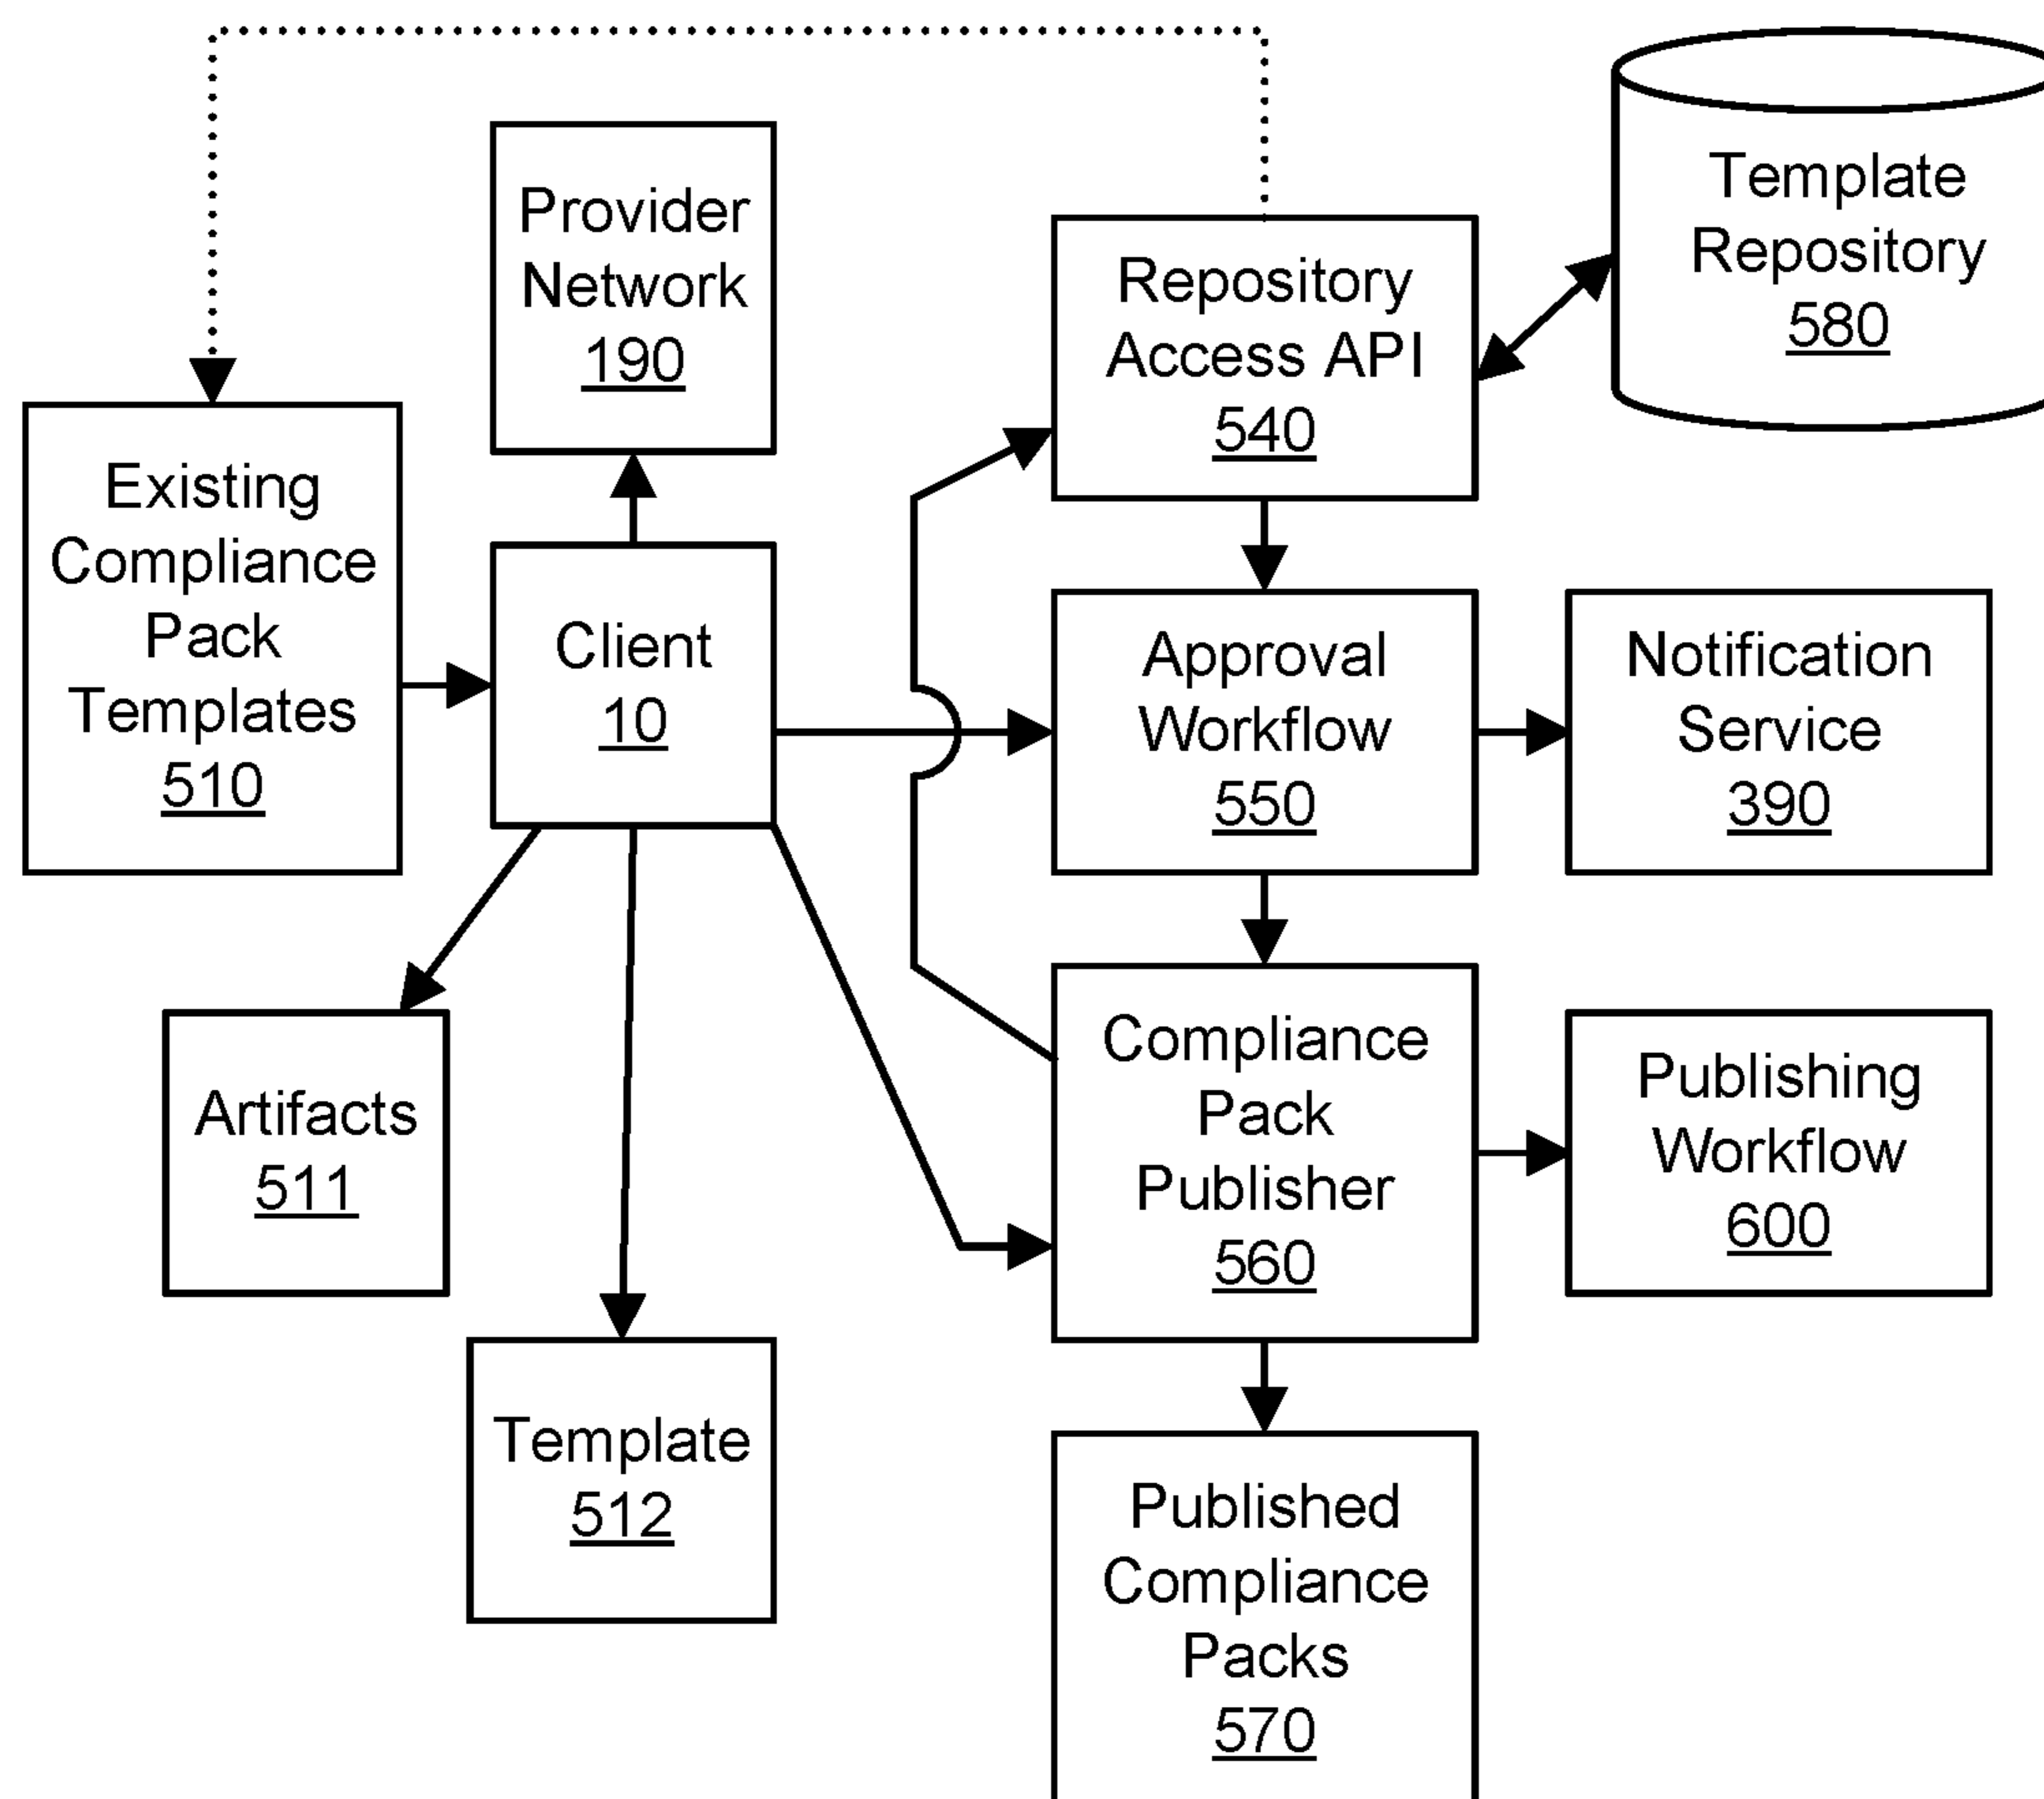 Provider
Network
190
Template
Repository
580
Repository
Access API
540
Existing
Compliance
Pack
Templates
510
Client
10
Approval
Workflow
550
Notification
Service
390
Artifacts
511
Compliance
Pack
Publisher
560
Publishing
Workflow
600
Template
512
Published
Compliance
Packs
570